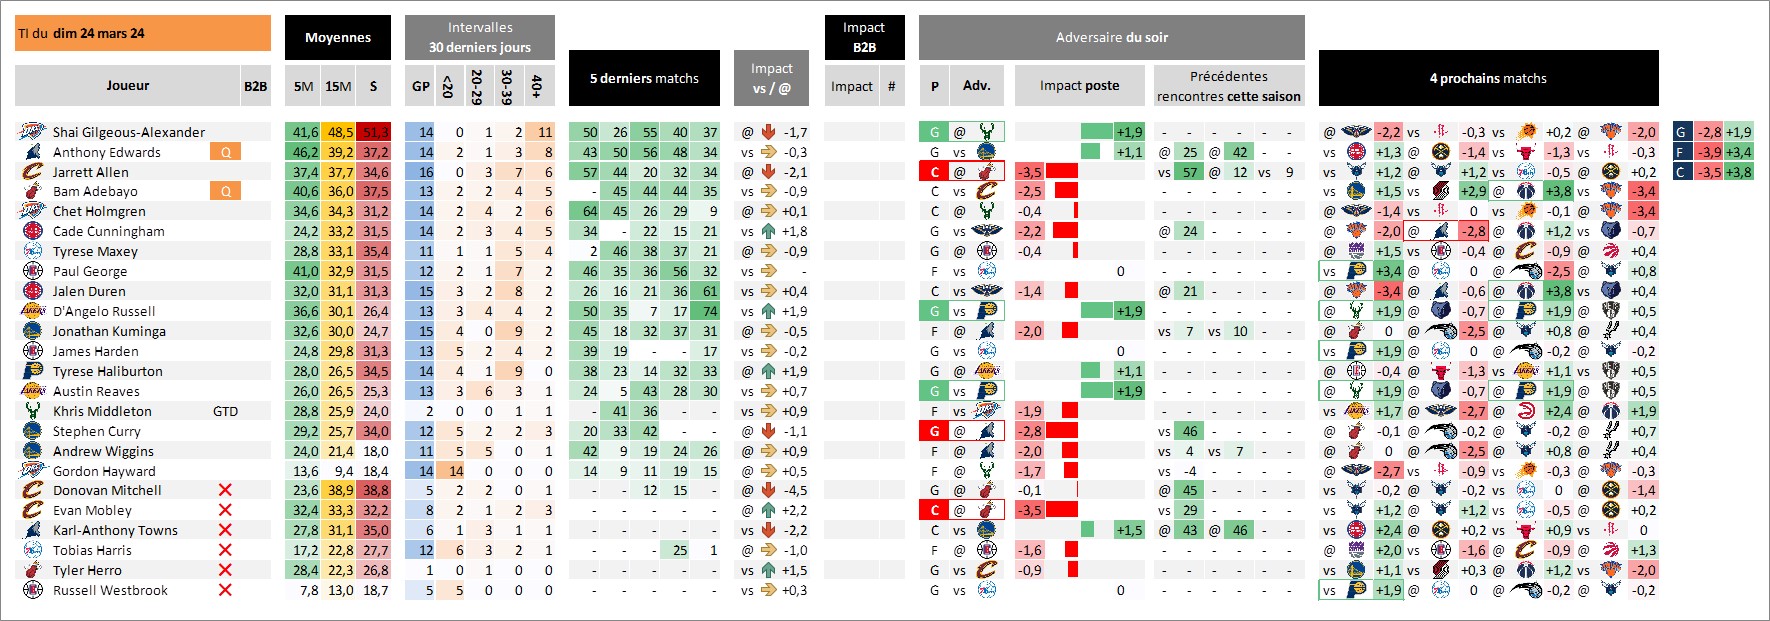 TI du dim 24 mars 24
Moyennes
Intervalles
30 derniers jours
5 derniers matchs
Impact
vs / @
Impact
B2B
Adversaire du soir
4 prochains matchs
Joueur B2B 5M 15M S GP <20 20-29 30-39 40+ Impact # P Adv. Impact poste Précédentes
rencontres cette saison
Shai Gilgeous-Alexander 41,6 48,5 51,3 14 0 1 2 11 50 26 55 40 37 @ -1,7 G @ +1,9 - - - - - - @ -2,2 vs -0,3 vs +0,2 @ -2,0 G -2,8 +1,9
Anthony Edwards Q 46,2 39,2 37,2 14 2 1 3 8 43 50 56 48 34 vs -0,3 G vs +1,1 @ 25 @ 42 - - vs +1,3 @ -1,4 vs -1,3 vs -0,3 F -3,9 +3,4
Jarrett Allen 37,4 37,7 34,6 16 0 3 7 6 57 44 20 32 34 @ -2,1 C @ -3,5 vs 57 @ 12 vs 9 vs +1,2 vs +1,2 vs -0,5 @ +0,2 C -3,5 +3,8
Bam Adebayo Q 40,6 36,0 37,5 13 2 2 4 5 - 45 44 44 35 vs -0,9 C vs -2,5 - - - - - - vs +1,5 vs +2,9 @ +3,8 vs -3,4
Chet Holmgren 34,6 34,3 31,2 14 2 4 2 6 64 45 26 29 9 @ +0,1 C @ -0,4 - - - - - - @ -1,4 vs 0 vs -0,1 @ -3,4
Cade Cunningham 24,2 33,2 31,5 14 2 3 4 5 34 - 22 15 21 vs +1,8 G vs -2,2 @ 24 - - - - @ -2,0 @ -2,8 @ +1,2 vs -0,7
Tyrese Maxey 28,8 33,1 35,4 11 1 1 5 4 2 46 38 37 21 @ -0,9 G @ -0,4 - - - - - - @ +1,5 vs -0,4 @ -0,9 @ +0,4
Paul George 41,0 32,9 31,5 12 2 1 7 2 46 35 36 56 32 vs - F vs 0 - - - - - - vs +3,4 @ 0 @ -2,5 @ +0,8
Jalen Duren 32,0 31,1 31,3 15 3 2 8 2 26 16 21 36 61 vs +0,4 C vs -1,4 @ 21 - - - - @ -3,4 @ -0,6 @ +3,8 vs +0,4
D'Angelo Russell 36,6 30,1 26,4 13 3 4 4 2 50 35 7 17 74 vs +1,9 G vs +1,9 - - - - - - @ +1,9 @ -0,7 @ +1,9 @ +0,5
Jonathan Kuminga 32,6 30,0 24,7 15 4 0 9 2 45 18 32 37 31 @ -0,5 F @ -2,0 vs 7 vs 10 - - @ 0 @ -2,5 @ +0,8 @ +0,4
James Harden 24,8 29,8 31,3 13 5 2 4 2 39 19 - - 17 vs -0,2 G vs 0 - - - - - - vs +1,9 @ 0 @ -0,2 @ -0,2
Tyrese Haliburton 28,0 26,5 34,5 14 4 1 9 0 38 23 14 32 33 @ +1,9 G @ +1,1 - - - - - - @ -0,4 @ -1,3 vs +1,1 vs +0,5
Austin Reaves 26,0 26,5 25,3 13 3 6 3 1 24 5 43 28 30 vs +0,7 G vs +1,9 - - - - - - @ +1,9 @ -0,7 @ +1,9 @ +0,5
Khris Middleton GTD 28,8 25,9 24,0 2 0 0 1 1 - 41 36 - - vs +0,9 F vs -1,9 - - - - - - vs +1,7 @ -2,7 @ +2,4 @ +1,9
Stephen Curry 29,2 25,7 34,0 12 5 2 2 3 20 33 42 - - @ -1,1 G @ -2,8 vs 46 - - - - @ -0,1 @ -0,2 @ -0,2 @ +0,7
Andrew Wiggins 24,0 21,4 18,0 11 5 5 0 1 42 9 19 24 26 @ +0,9 F @ -2,0 vs 4 vs 7 - - @ 0 @ -2,5 @ +0,8 @ +0,4
Gordon Hayward 13,6 9,4 18,4 14 14 0 0 0 14 9 11 19 15 @ +0,5 F @ -1,7 vs -4 - - - - @ -2,7 vs -0,9 vs -0,3 @ -0,3
Donovan Mitchell 23,6 38,9 38,8 5 2 2 0 1 - - 12 15 - @ -4,5 G @ -0,1 @ 45 - - - - vs -0,2 vs -0,2 vs 0 @ -1,4
Evan Mobley 32,4 33,3 32,2 8 2 1 2 3 - - - - - @ +2,2 C @ -3,5 vs 29 - - - - vs +1,2 vs +1,2 vs -0,5 @ +0,2
Karl-Anthony Towns 27,8 31,1 35,0 6 1 3 1 1 - - - - - vs -2,2 C vs +1,5 @ 43 @ 46 - - vs +2,4 @ +0,2 vs +0,9 vs 0
Tobias Harris 17,2 22,8 27,7 12 6 3 2 1 - - - 25 1 @ -1,0 F @ -1,6 - - - - - - @ +2,0 vs -1,6 @ -0,9 @ +1,3
Tyler Herro 28,4 22,3 26,8 1 0 1 0 0 - - - - - vs +1,5 G vs -0,9 - - - - - - vs +1,1 vs +0,3 @ +1,2 vs -2,0
Russell Westbrook 7,8 13,0 18,7 5 5 0 0 0 - - - - - vs +0,3 G vs 0 - - - - - - vs +1,9 @ 0 @ -0,2 @ -0,2